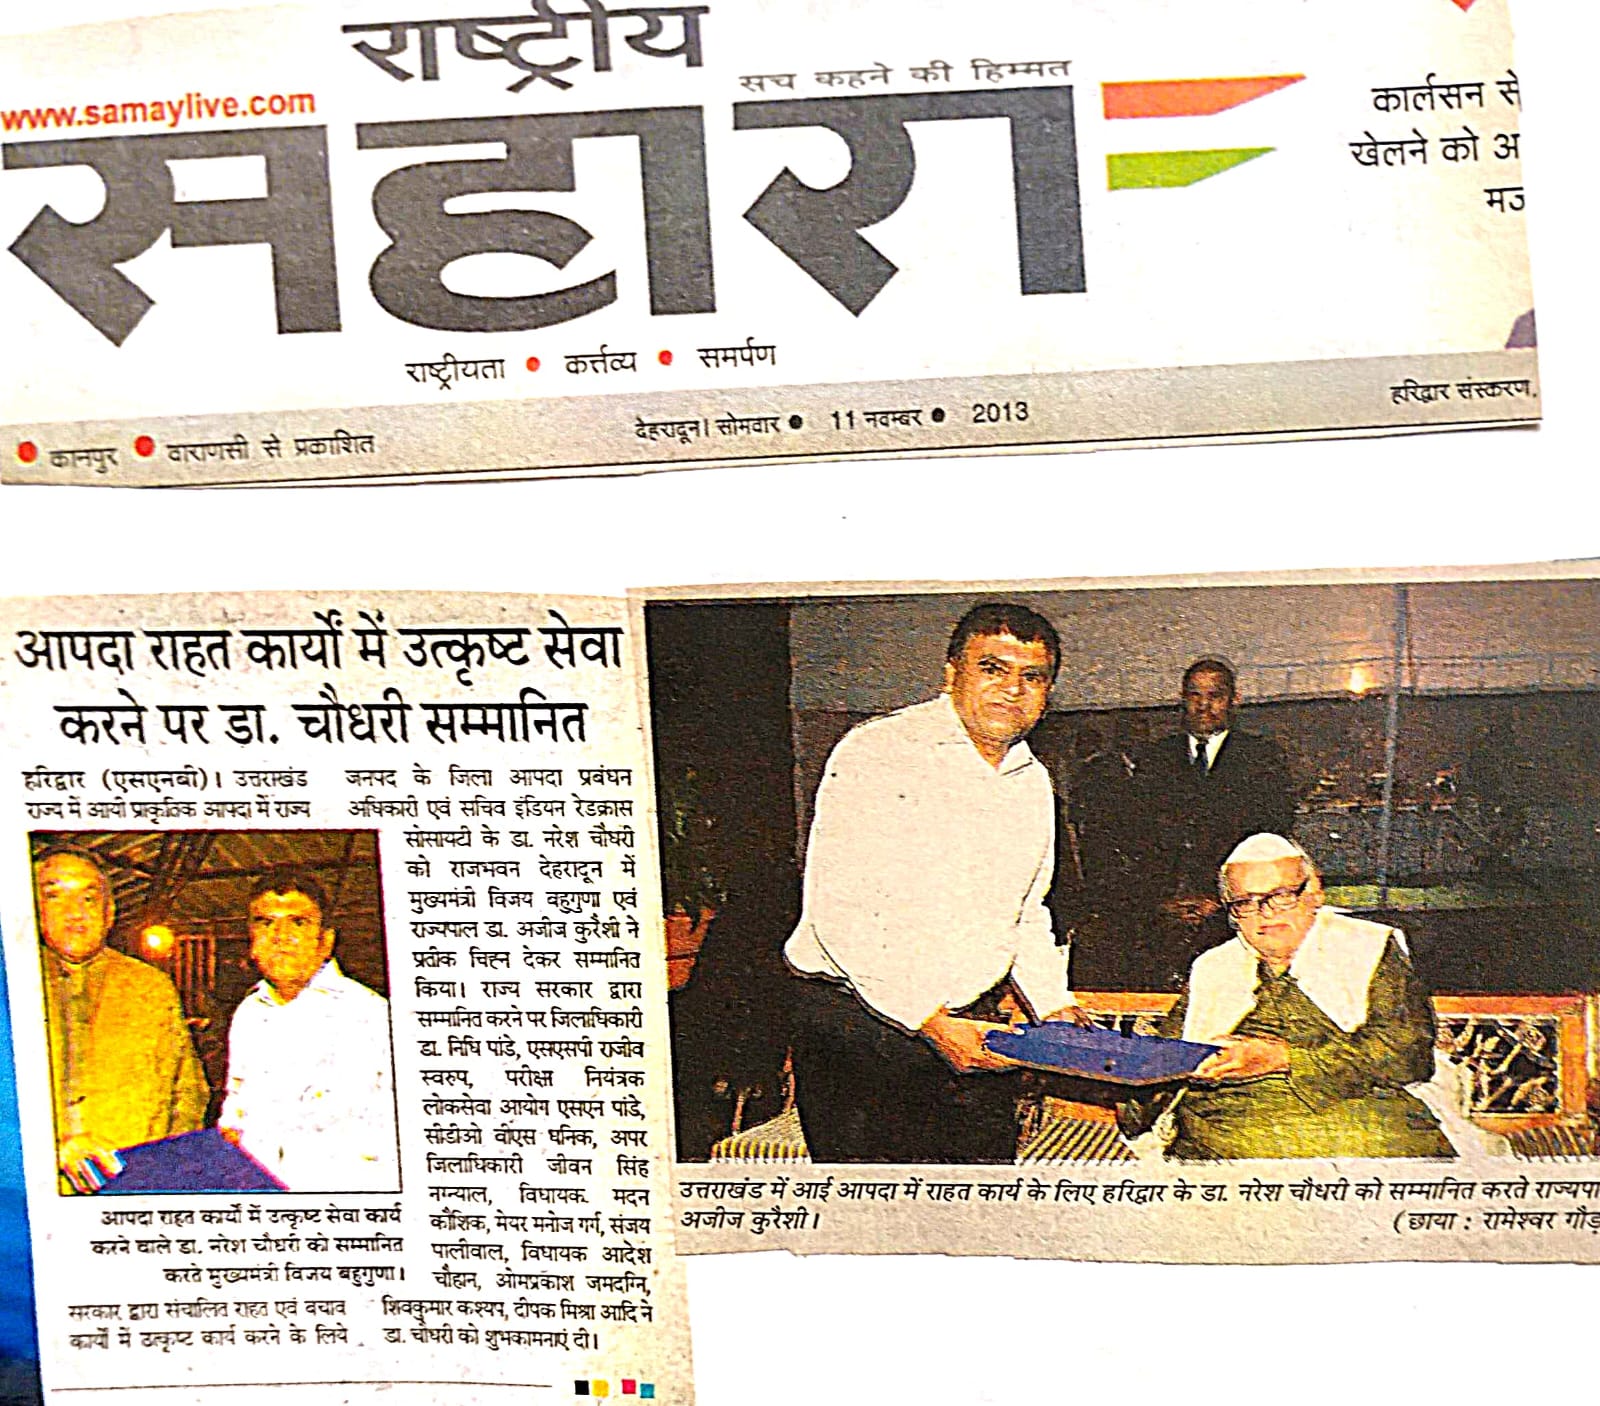 राष्ट्रीय
सच कहने की हिम्मत
www.samaylive.com
सहारा
कार्लसन से
खेलने को अ
राष्ट्रीयता • कर्त्तव्य • समर्पण
• कानपुर • वाराणसी से प्रकाशित
देहरादून। सोमवार • 11 नवम्बर • 2013
हरिद्वार संस्करण,
आपदा राहत कार्यों में उत्कृष्ट सेवा
करने पर डा. चौधरी सम्मानित
हरिद्वार (एसएनबी)। उत्तराखंड
राज्य में आयी प्राकृतिक आपदा में राज्य
आपदा राहत कार्यों में उत्कृष्ट सेवा कार्य
करने वाले डा. नरेश चौधरी को सम्मानित
करते मुख्यमंत्री विजय बहुगुणा।
सरकार द्वारा संचालित राहत एवं बचाव
कार्यों में उत्कृष्ट कार्य करने के लिये
जनपद के जिला आपदा प्रबंधन
अधिकारी एवं सचिव इंडियन रेडक्रास
सोसायटी के डा. नरेश चौधरी
को राजभवन देहरादून में
मुख्यमंत्री विजय बहुगुणा एवं
राज्यपाल डा. अजीज कुरैशी ने
प्रतीक चिह्न देकर सम्मानित
किया। राज्य सरकार द्वारा
सम्मानित करने पर जिलाधिकारी
डा. निधि पांडे, एसएसपी राजीव
स्वरुप, परीक्षा नियंत्रक
लोकसेवा आयोग एसएन पांडे,
सीडीओ वीएस धनिक, अपर
जिलाधिकारी जीवन सिंह
नग्न्याल, विधायक मदन
कौशिक, मेयर मनोज गर्ग, संजय
पालीवाल, विधायक आदेश
चौहान, ओमप्रकाश जमदग्नि,
शिवकुमार कश्यप, दीपक मिश्रा आदि ने
डा. चौधरी को शुभकामनाएं दी।
उत्तराखंड में आई आपदा में राहत कार्य के लिए हरिद्वार के डा. नरेश चौधरी को सम्मानित करते राज्यपा
अजीज कुरैशी।
(छाया : रामेश्वर गौड़